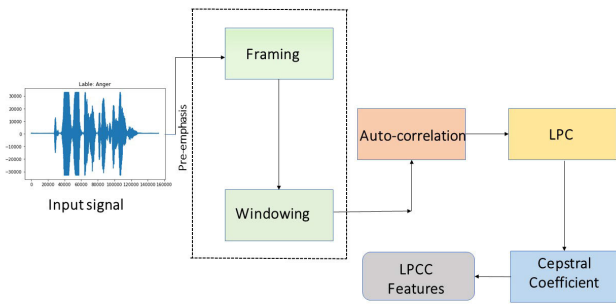 Lable: Anger
30000
20000
10000
0
-10000
-20000
-30000
0 20000 40000 60000 80000 100000 120000 140000 160000
Input signal
Pre-emphasis
Framing
Windowing
Auto-correlation
LPC
Cepstral
Coefficient
LPCC
Features